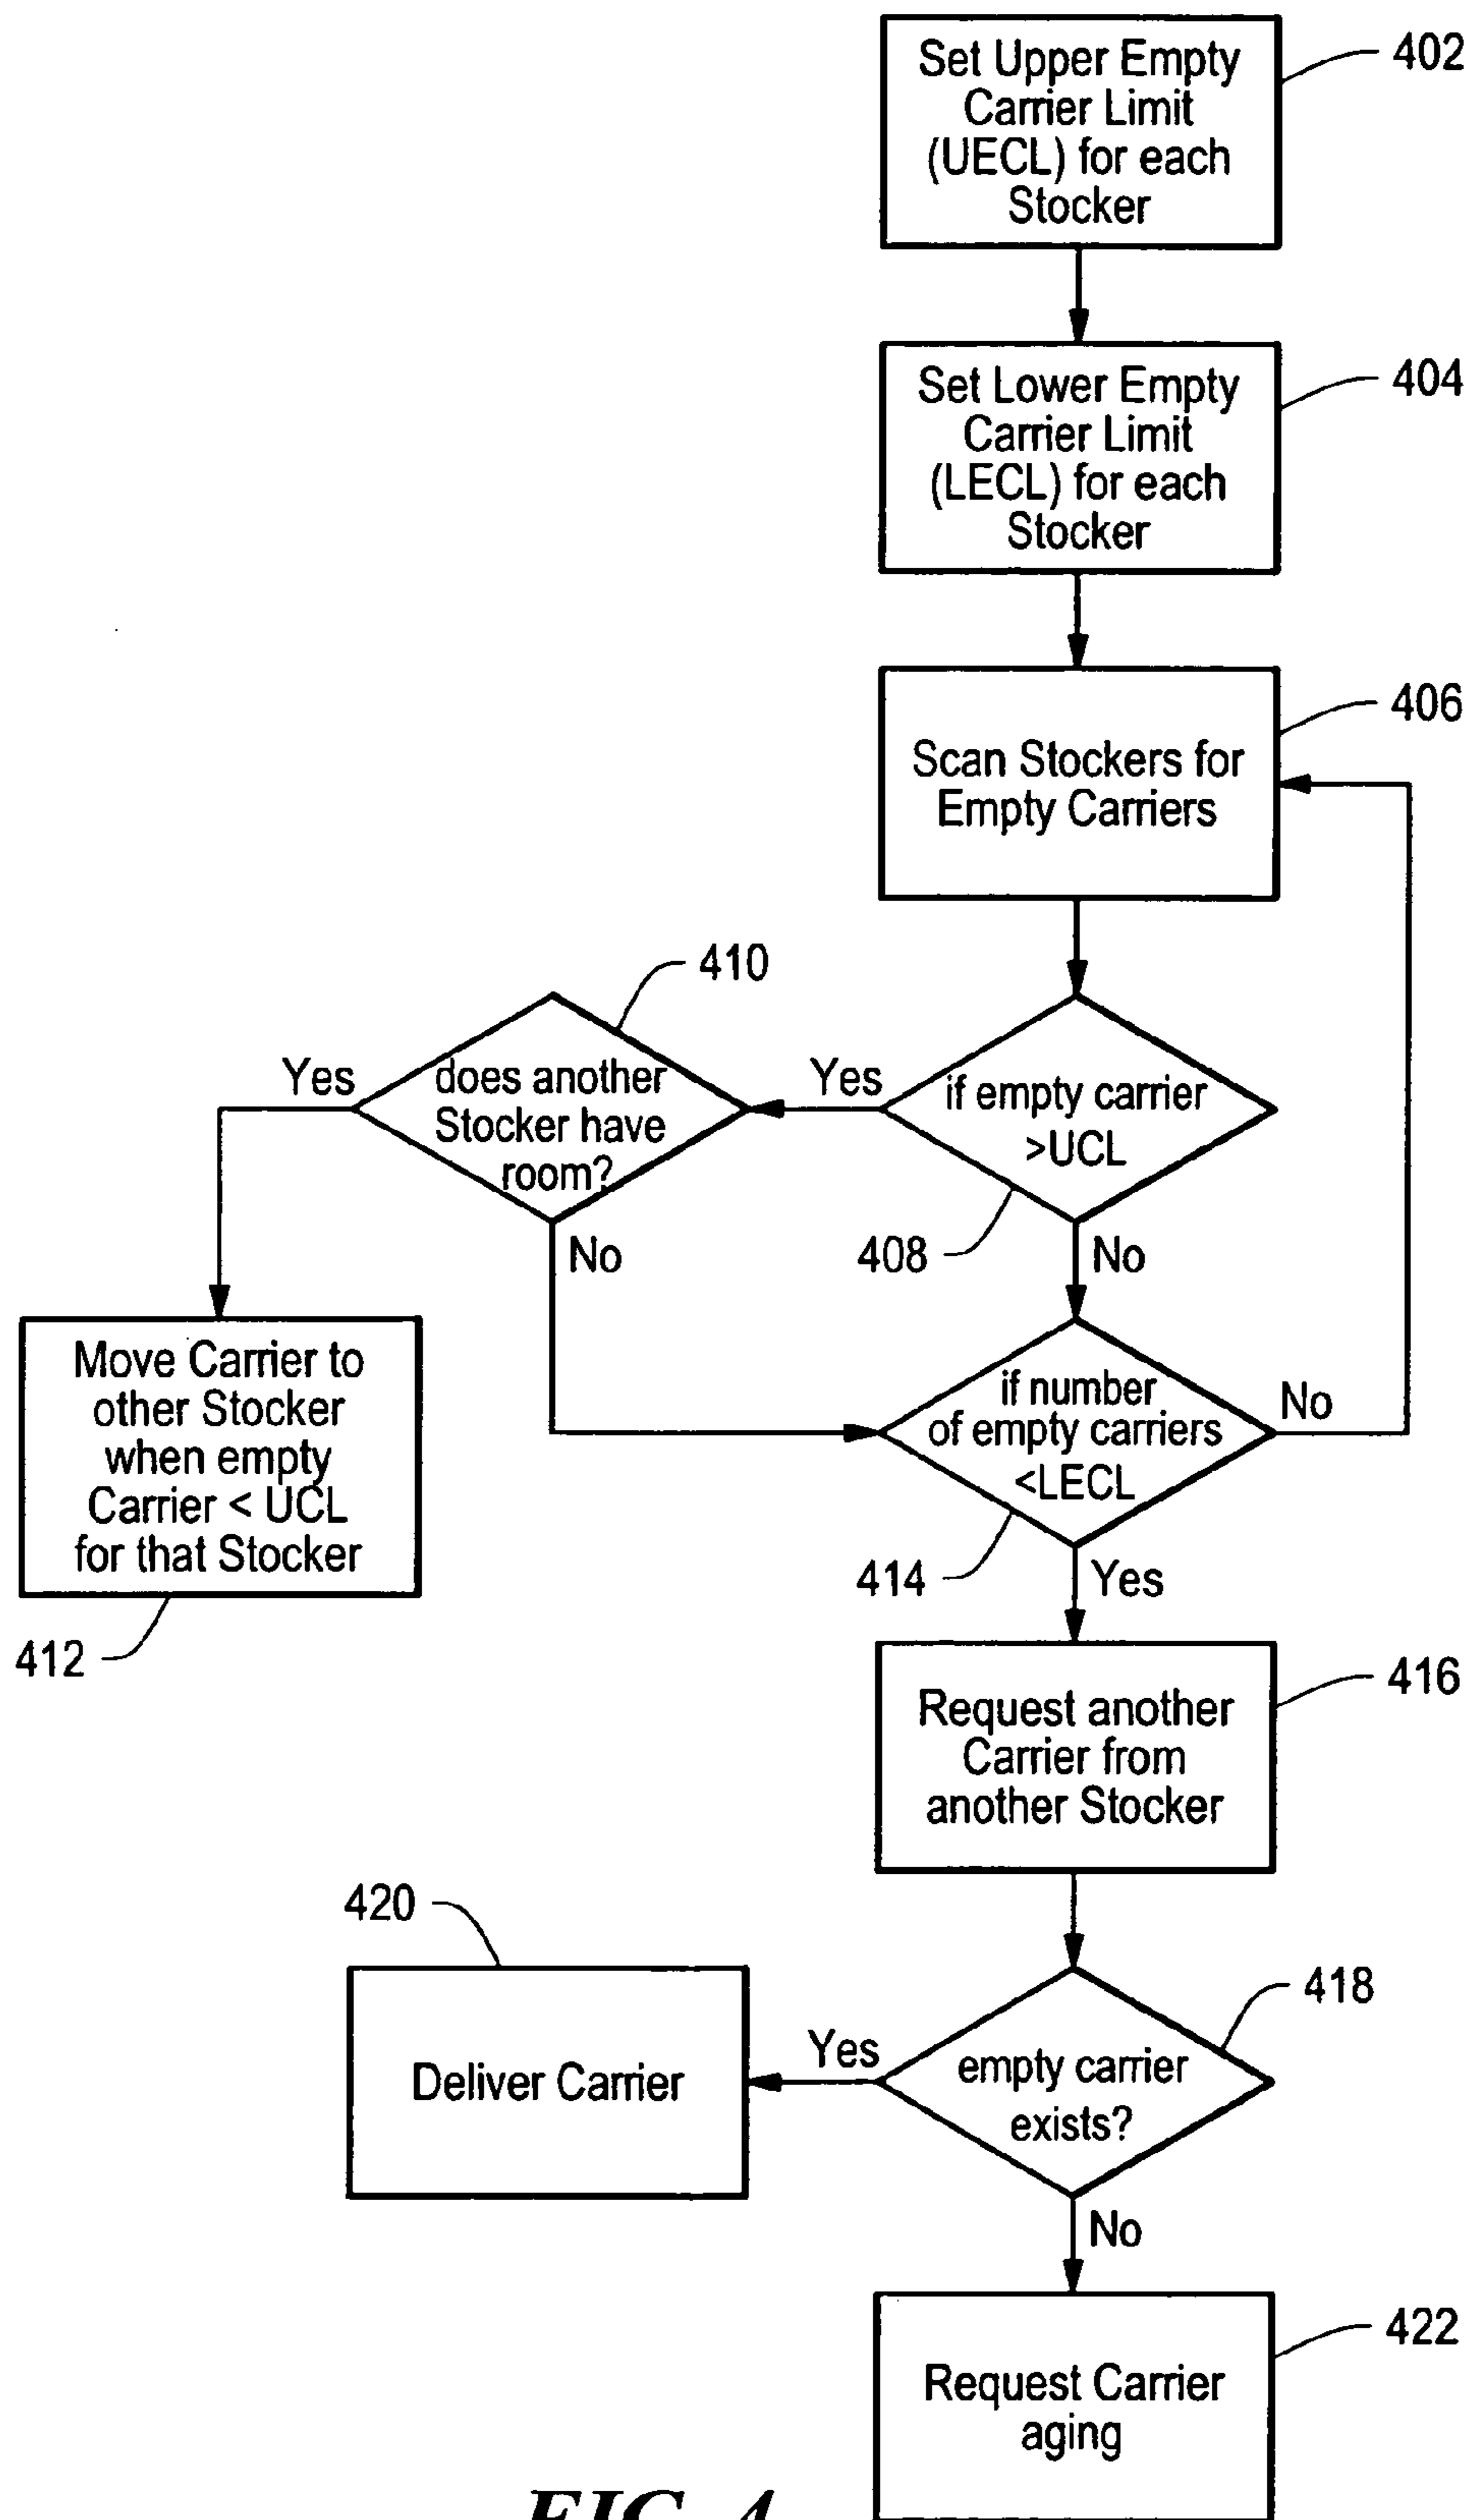 Set Upper Empty
Carrier Limit
(UECL) for each
Stocker
402
Set Lower Empty
Carrier Limit
(LECL) for each
Stocker
404
Scan Stockers for
Empty Carriers
406
410
does another
Stocker have
room?
Yes
Yes
if empty carrier
>UCL
408
No
No
Move Carrier to
other Stocker
when empty
Carrier < UCL
for that Stocker
412
if number
of empty carriers
<LECL
No
414
Yes
Request another
Carrier from
another Stocker
416
420
Deliver Carrier
Yes
empty carrier
exists?
418
No
Request Carrier
aging
422
FIG. 4